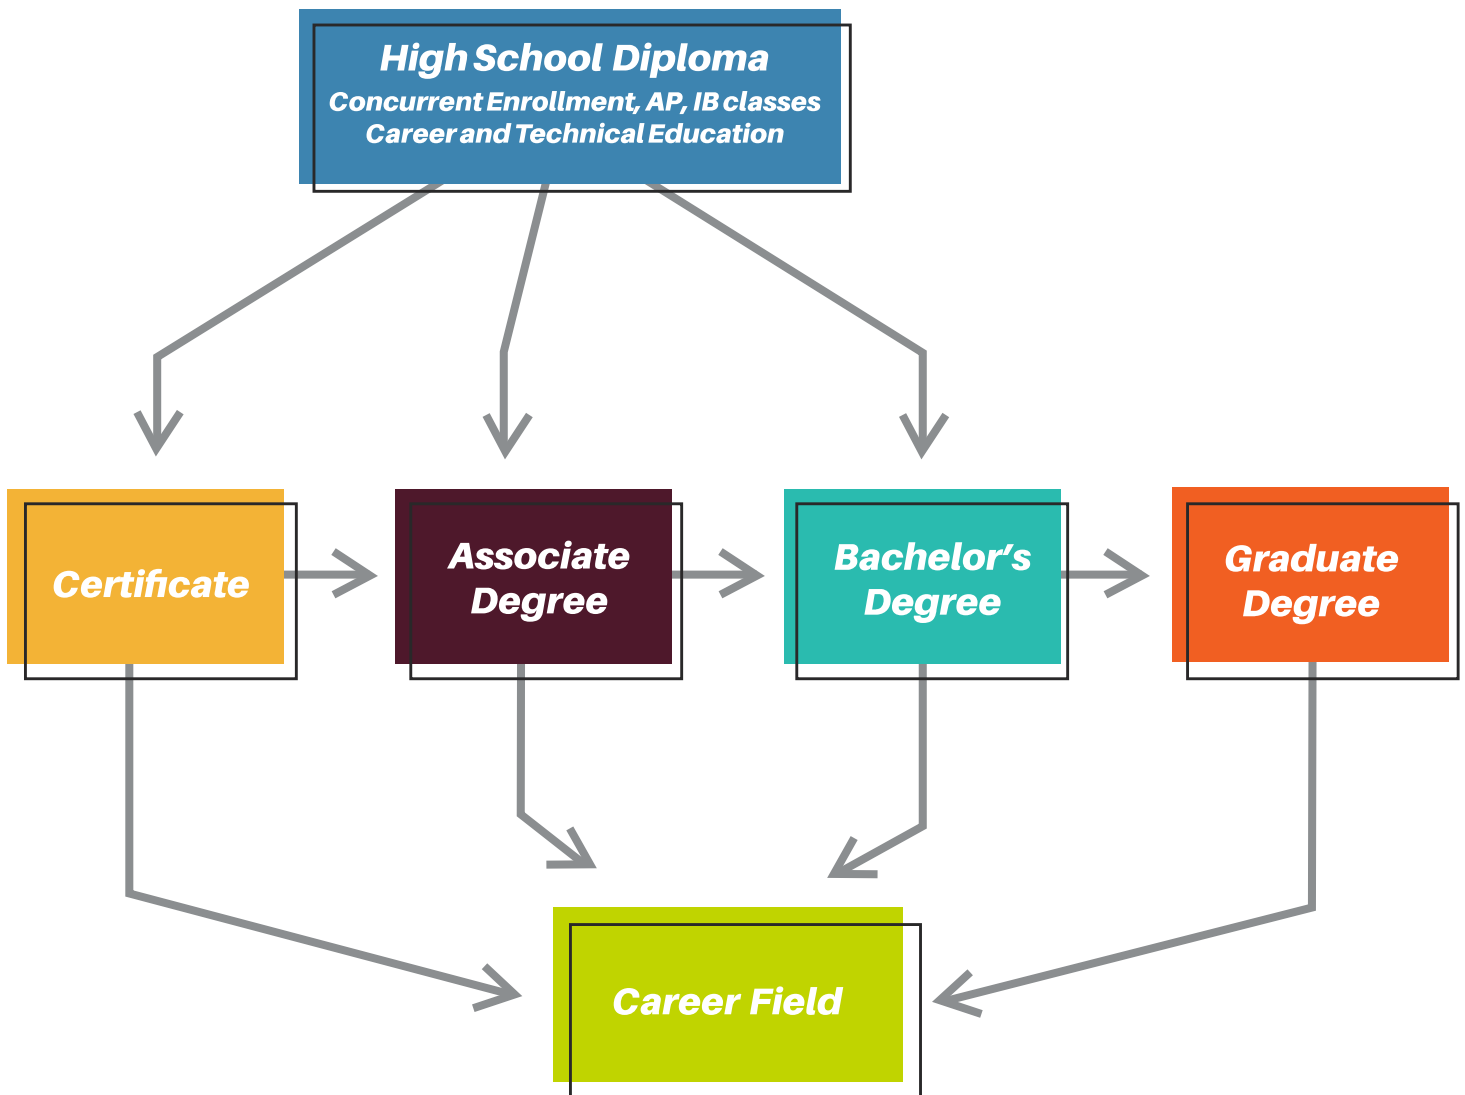 High School Diploma
Concurrent Enrollment, AP, IB classes
Career and Technical Education
Certificate
Associate
Degree
Bachelor’s
Degree
Graduate
Degree
Career Field